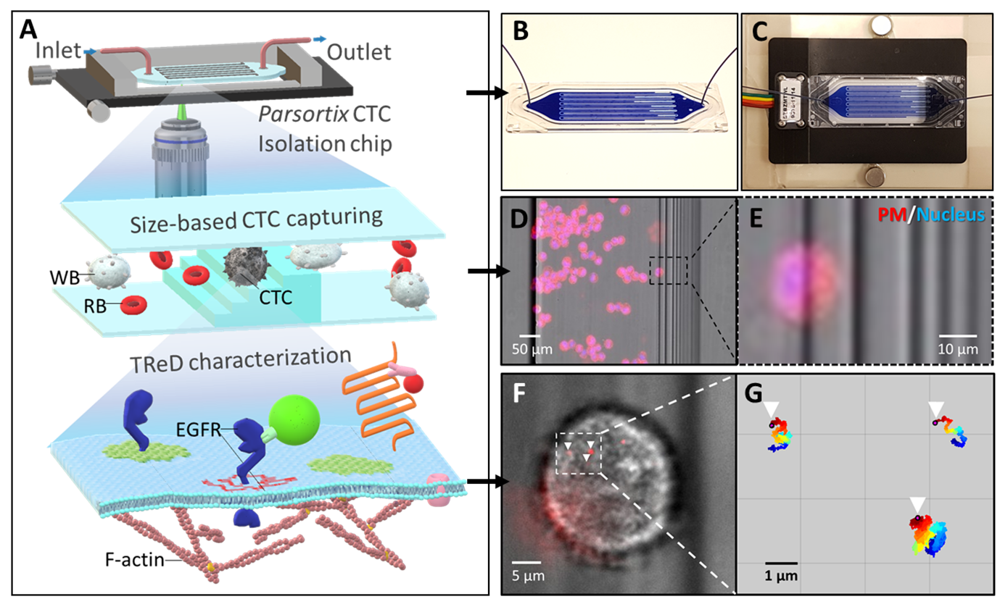 A
Inlet
Outlet
Parsortix CTC
Isolation chip
Size-based CTC capturing
WB
RB
CTC
TReD characterization
EGFR
F-actin
B
C
D
50 μm
E
PM/Nucleus
10 μm
F
5 μm
G
1 μm